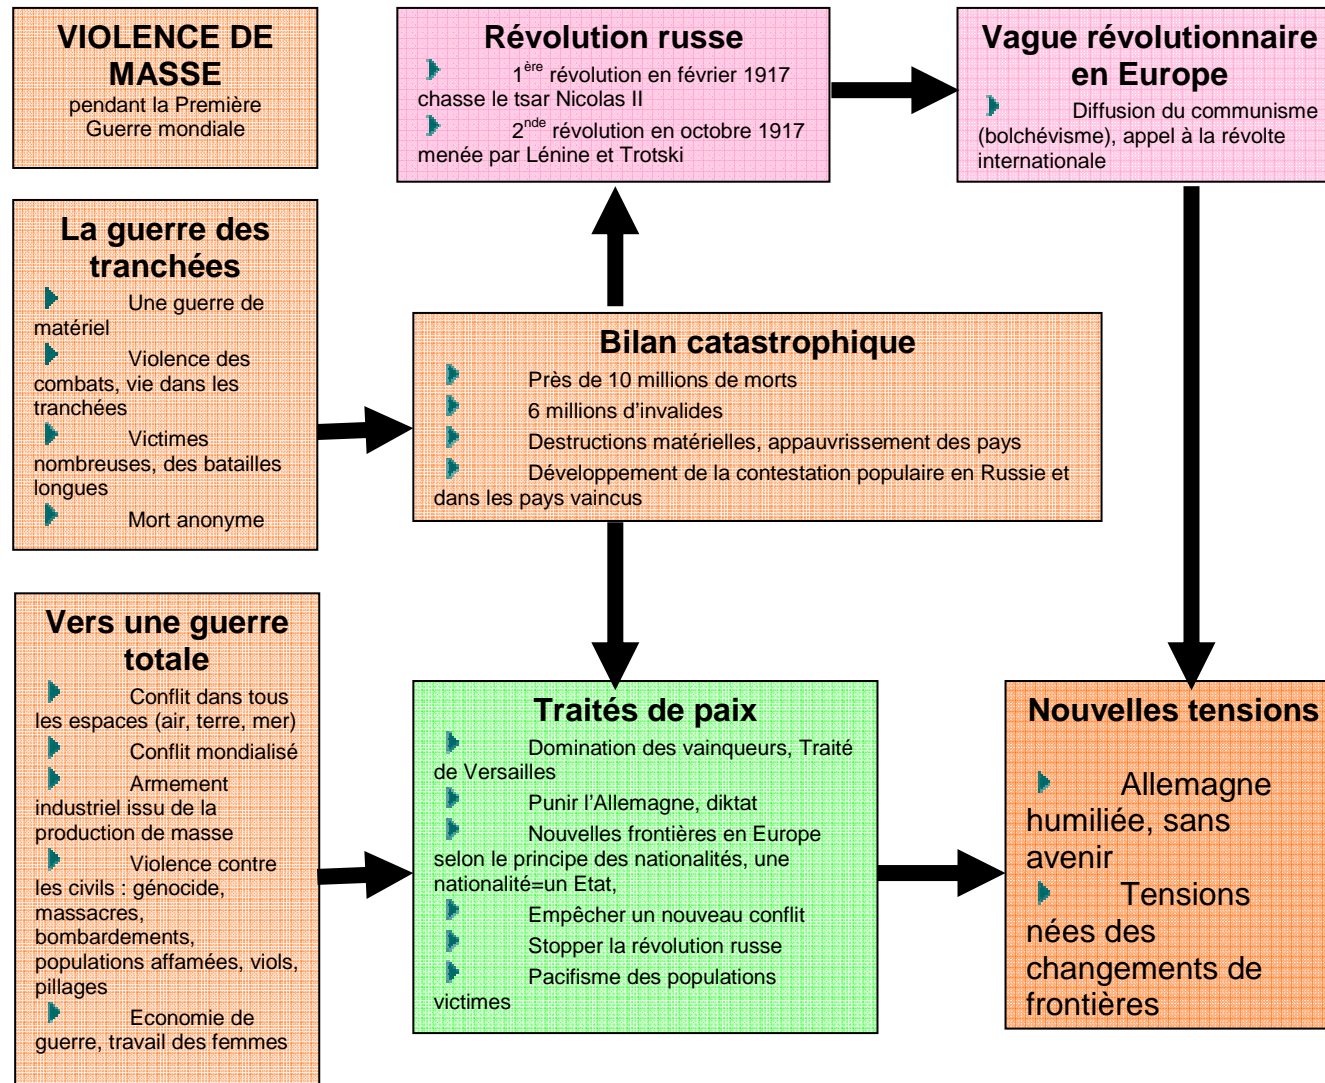 VIOLENCE DE
MASSE
pendant la Première
Guerre mondiale
Révolution russe
1ère révolution en février 1917
chasse le tsar Nicolas II
2nde révolution en octobre 1917
menée par Lénine et Trotski
Vague révolutionnaire
en Europe
Diffusion du communisme
(bolchévisme), appel à la révolte
internationale
La guerre des
tranchées
Une guerre de
matériel
Violence des
combats, vie dans les
tranchées
Victimes
nombreuses, des batailles
longues
Mort anonyme
Bilan catastrophique
Près de 10 millions de morts
6 millions d'invalides
Destructions matérielles, appauvrissement des pays
Développement de la contestation populaire en Russie et
dans les pays vaincus
Vers une guerre
totale
Conflit dans tous
les espaces (air, terre, mer)
Conflit mondialisé
Armement
industriel issu de la
production de masse
Violence contre
les civils : génocide,
massacres,
bombardements,
populations affamées, viols,
pillages
Economie de
guerre, travail des femmes
Traités de paix
Domination des vainqueurs, Traité
de Versailles
Punir l'Allemagne, diktat
Nouvelles frontières en Europe
selon le principe des nationalités, une
nationalité=un Etat,
Empêcher un nouveau conflit
Stopper la révolution russe
Pacifisme des populations
victimes
Nouvelles tensions
Allemagne
humiliée, sans
avenir
Tensions
nées des
changements de
frontières